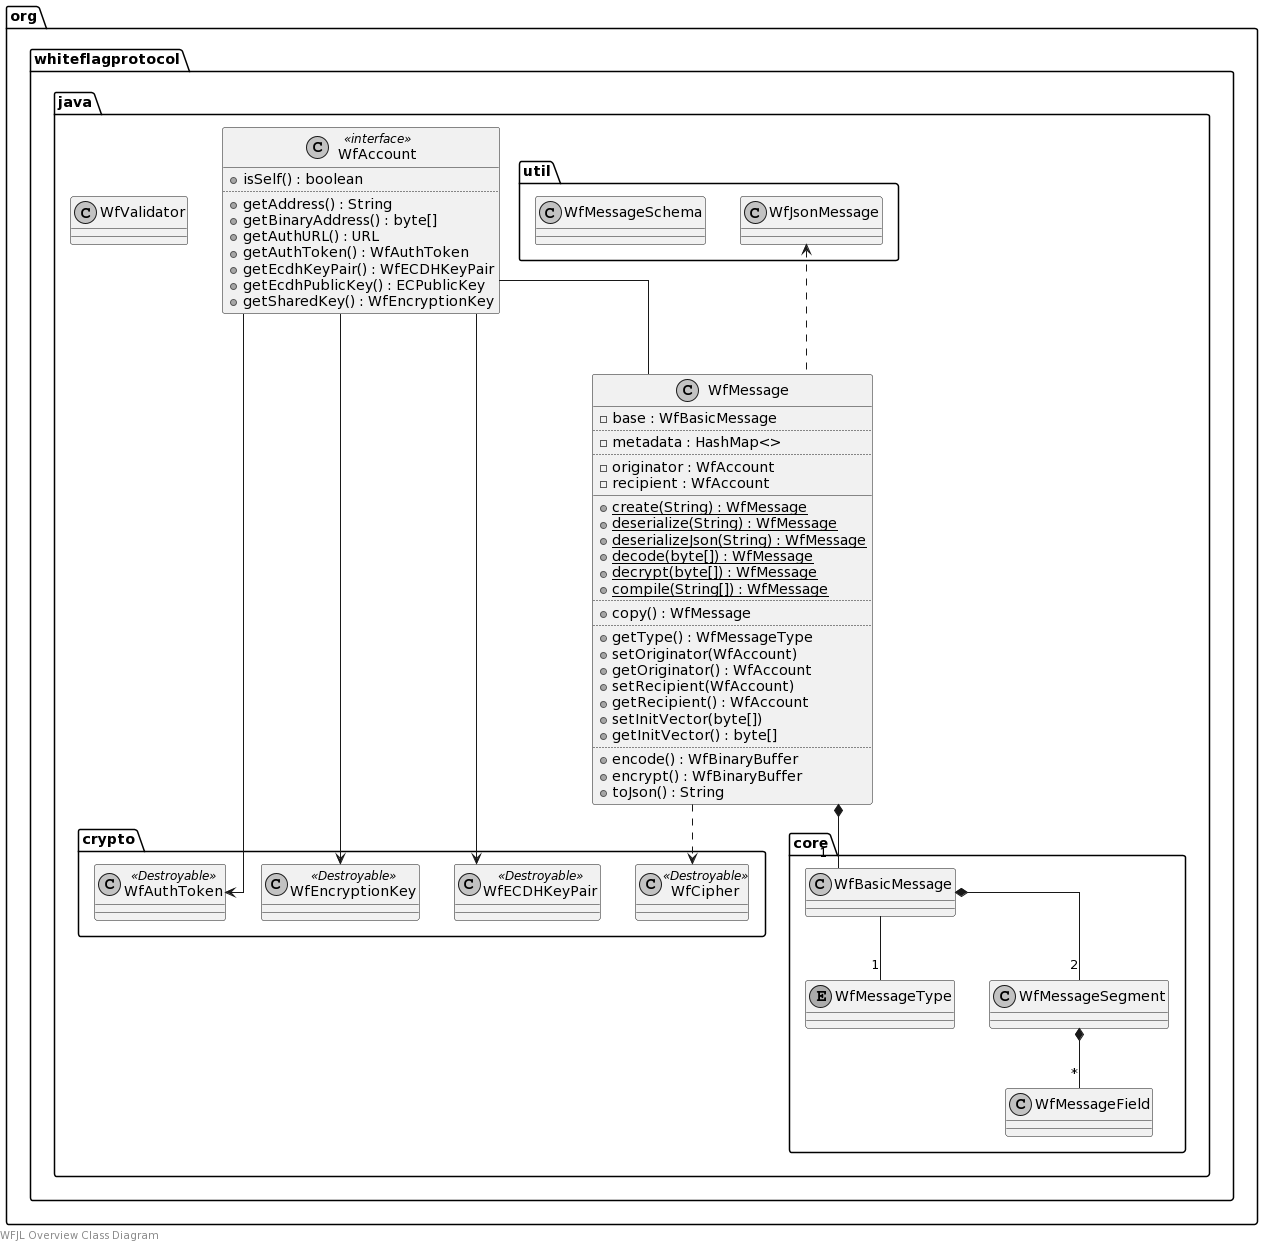 org
whiteflagprotocol
java
WfValidator
«interface»
WfAccount
isSelf() : boolean
getAddress() : String
getBinaryAddress() : byte[]
getAuthURL() : URL
getAuthToken() : WfAuthToken
getEcdhKeyPair() : WfECDHKeyPair
getEcdhPublicKey() : ECPublicKey
getSharedKey() : WfEncryptionKey
util
WfMessageSchema
WfJsonMessage
WfMessage
base : WfBasicMessage
metadata : HashMap<>
originator : WfAccount
recipient : WfAccount
create(String) : WfMessage
deserialize(String) : WfMessage
deserializeJson(String) : WfMessage
decode(byte[]) : WfMessage
decrypt(byte[]) : WfMessage
compile(String[]) : WfMessage
copy() : WfMessage
getType() : WfMessageType
setOriginator(WfAccount)
getOriginator() : WfAccount
setRecipient(WfAccount)
getRecipient() : WfAccount
setInitVector(byte[])
getInitVector() : byte[]
encode() : WfBinaryBuffer
encrypt() : WfBinaryBuffer
toJson() : String
crypto
«Destroyable»
WfAuthToken
«Destroyable»
WfEncryptionKey
«Destroyable»
WfECDHKeyPair
«Destroyable»
WfCipher
core
1
WfBasicMessage
1
2
WfMessageType
WfMessageSegment
*
WfMessageField
WFJL Overview Class Diagram